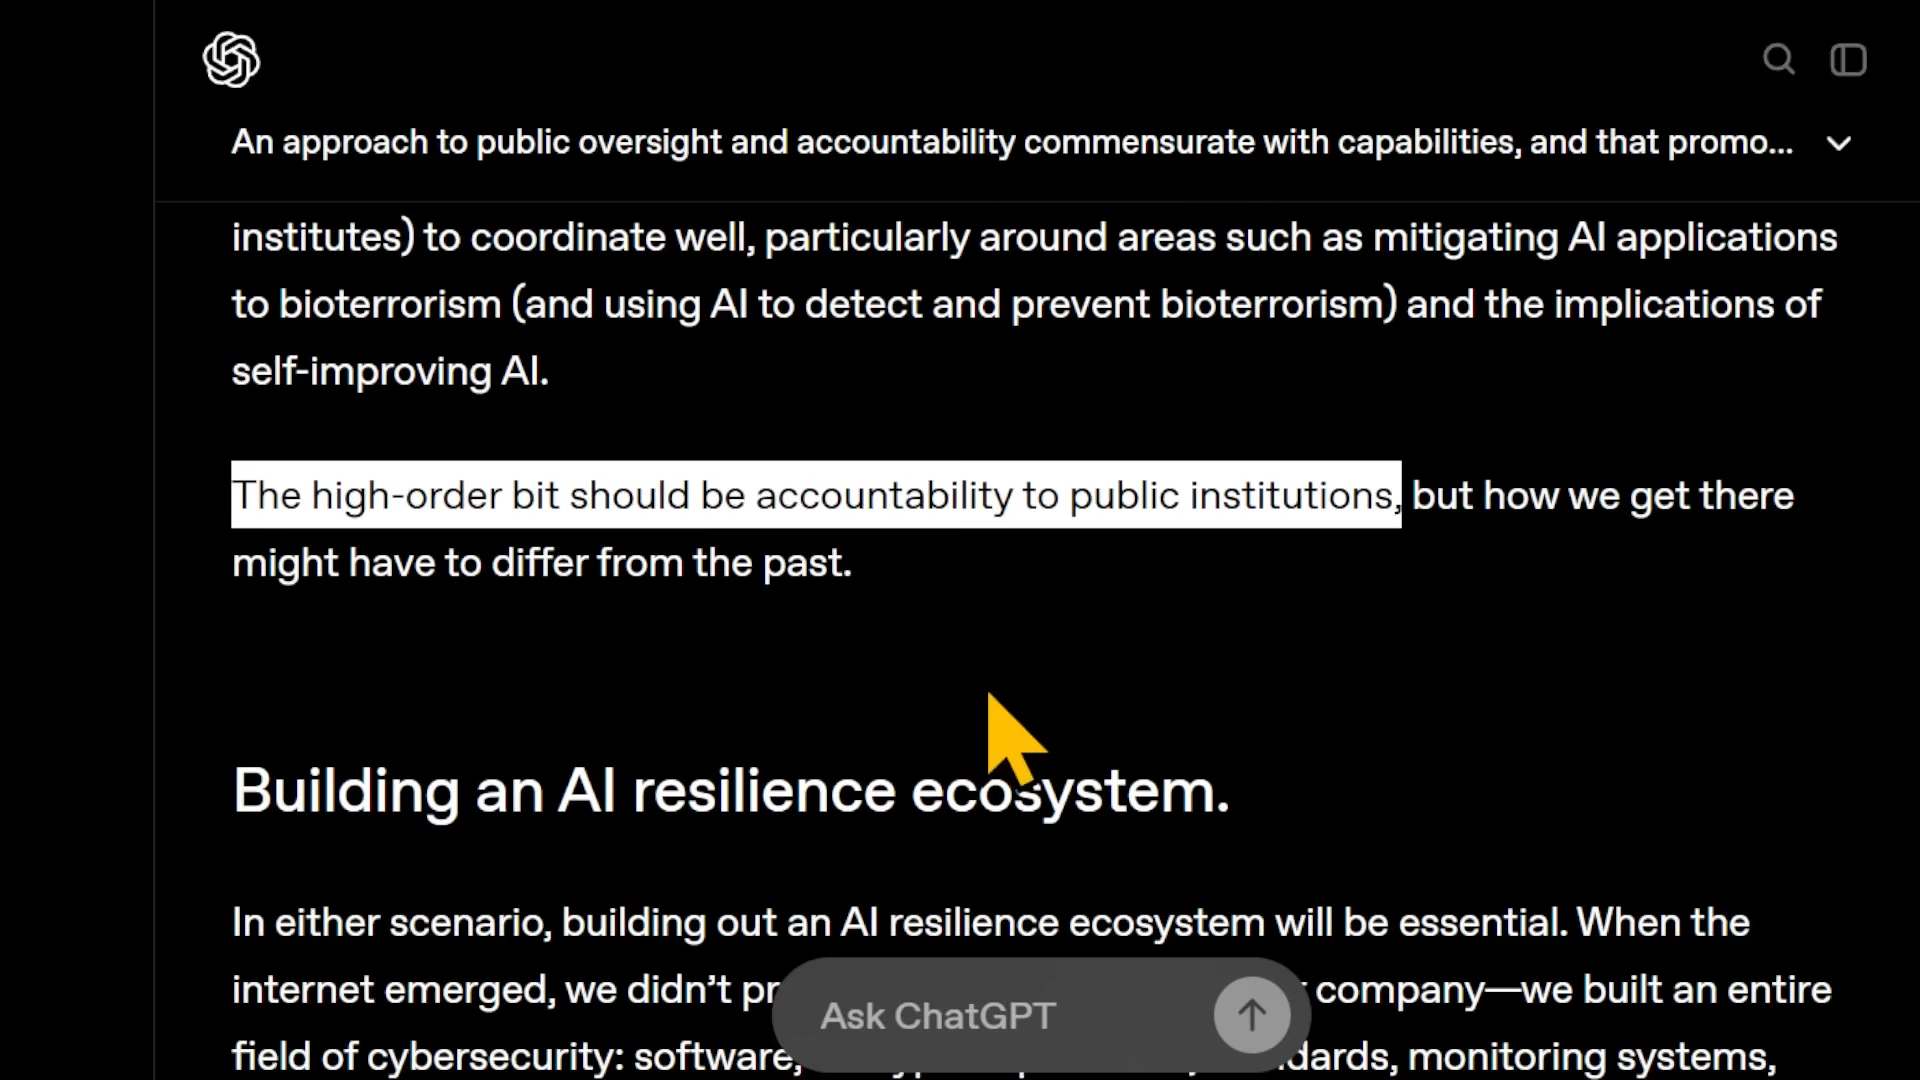 An approach to public oversight and accountability commensurate with capabilities, and that promo...
institutes) to coordinate well, particularly around areas such as mitigating AI applications
to bioterrorism (and using AI to detect and prevent bioterrorism) and the implications of
self-improving AI.
The high-order bit should be accountability to public institutions, but how we get there
might have to differ from the past.
Building an AI resilience ecosystem.
In either scenario, building out an AI resilience ecosystem will be essential. When the
internet emerged, we didn’t company—we built an entire
field of cybersecurity: software, monitoring systems,
Ask ChatGPT